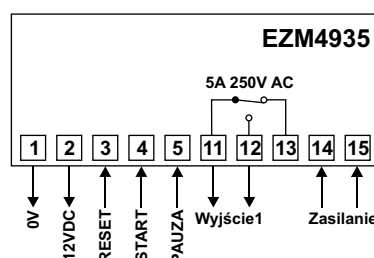 EZM4935
5A 250V AC
1 2 3 4 5 11 12 13 14 15
0V
12VDC
RESET
START
PAUZA
Wyjście1
Zasilanie